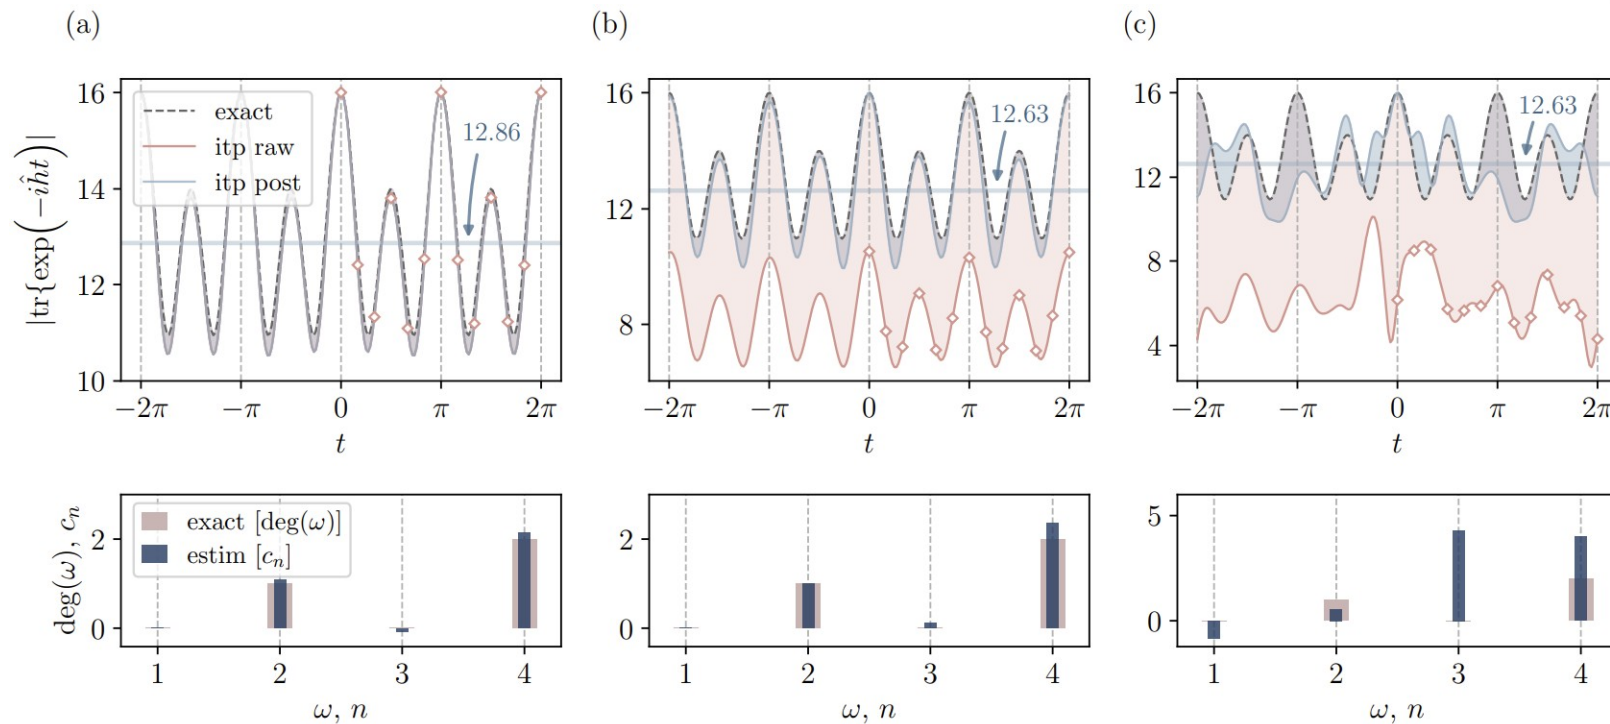 (a)
(b)
(c)
|tr{exp(−iĥt)}|
16
14
12
10
exact
itp raw
itp post
12.86
−2π
−π
0
π
2π
t
16
12
8
12.63
−2π
−π
0
π
2π
t
16
12
8
4
12.63
−2π
−π
0
π
2π
t
deg(ω), cₙ
2
0
exact [deg(ω)]
estim [cₙ]
1
2
3
4
ω, n
2
0
1
2
3
4
ω, n
5
0
1
2
3
4
ω, n